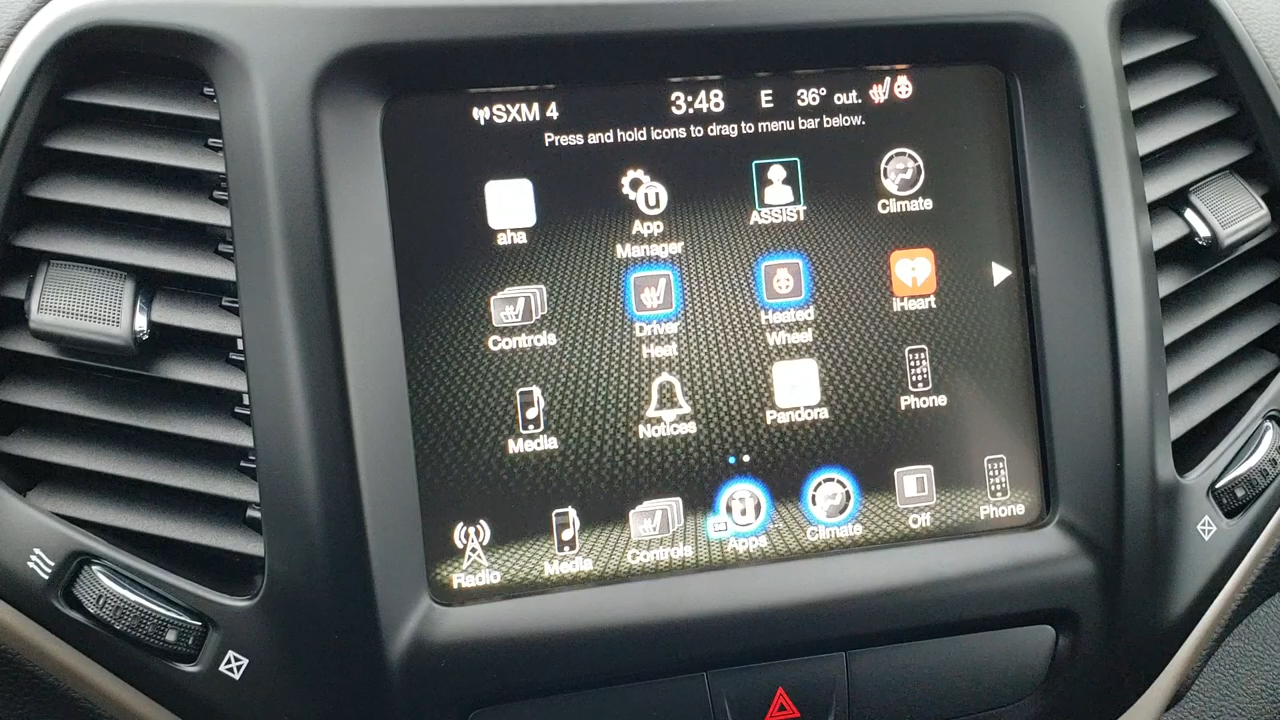 SXM 4 3:48 E 36° out.
Press and hold icons to drag to menu bar below.
aha
App
Manager
ASSIST
Climate
Controls
Driver
Heat
Heated
Wheel
iHeart
Media
Notices
Pandora
Phone
Radio
Media
Controls
Apps
Climate
Off
Phone